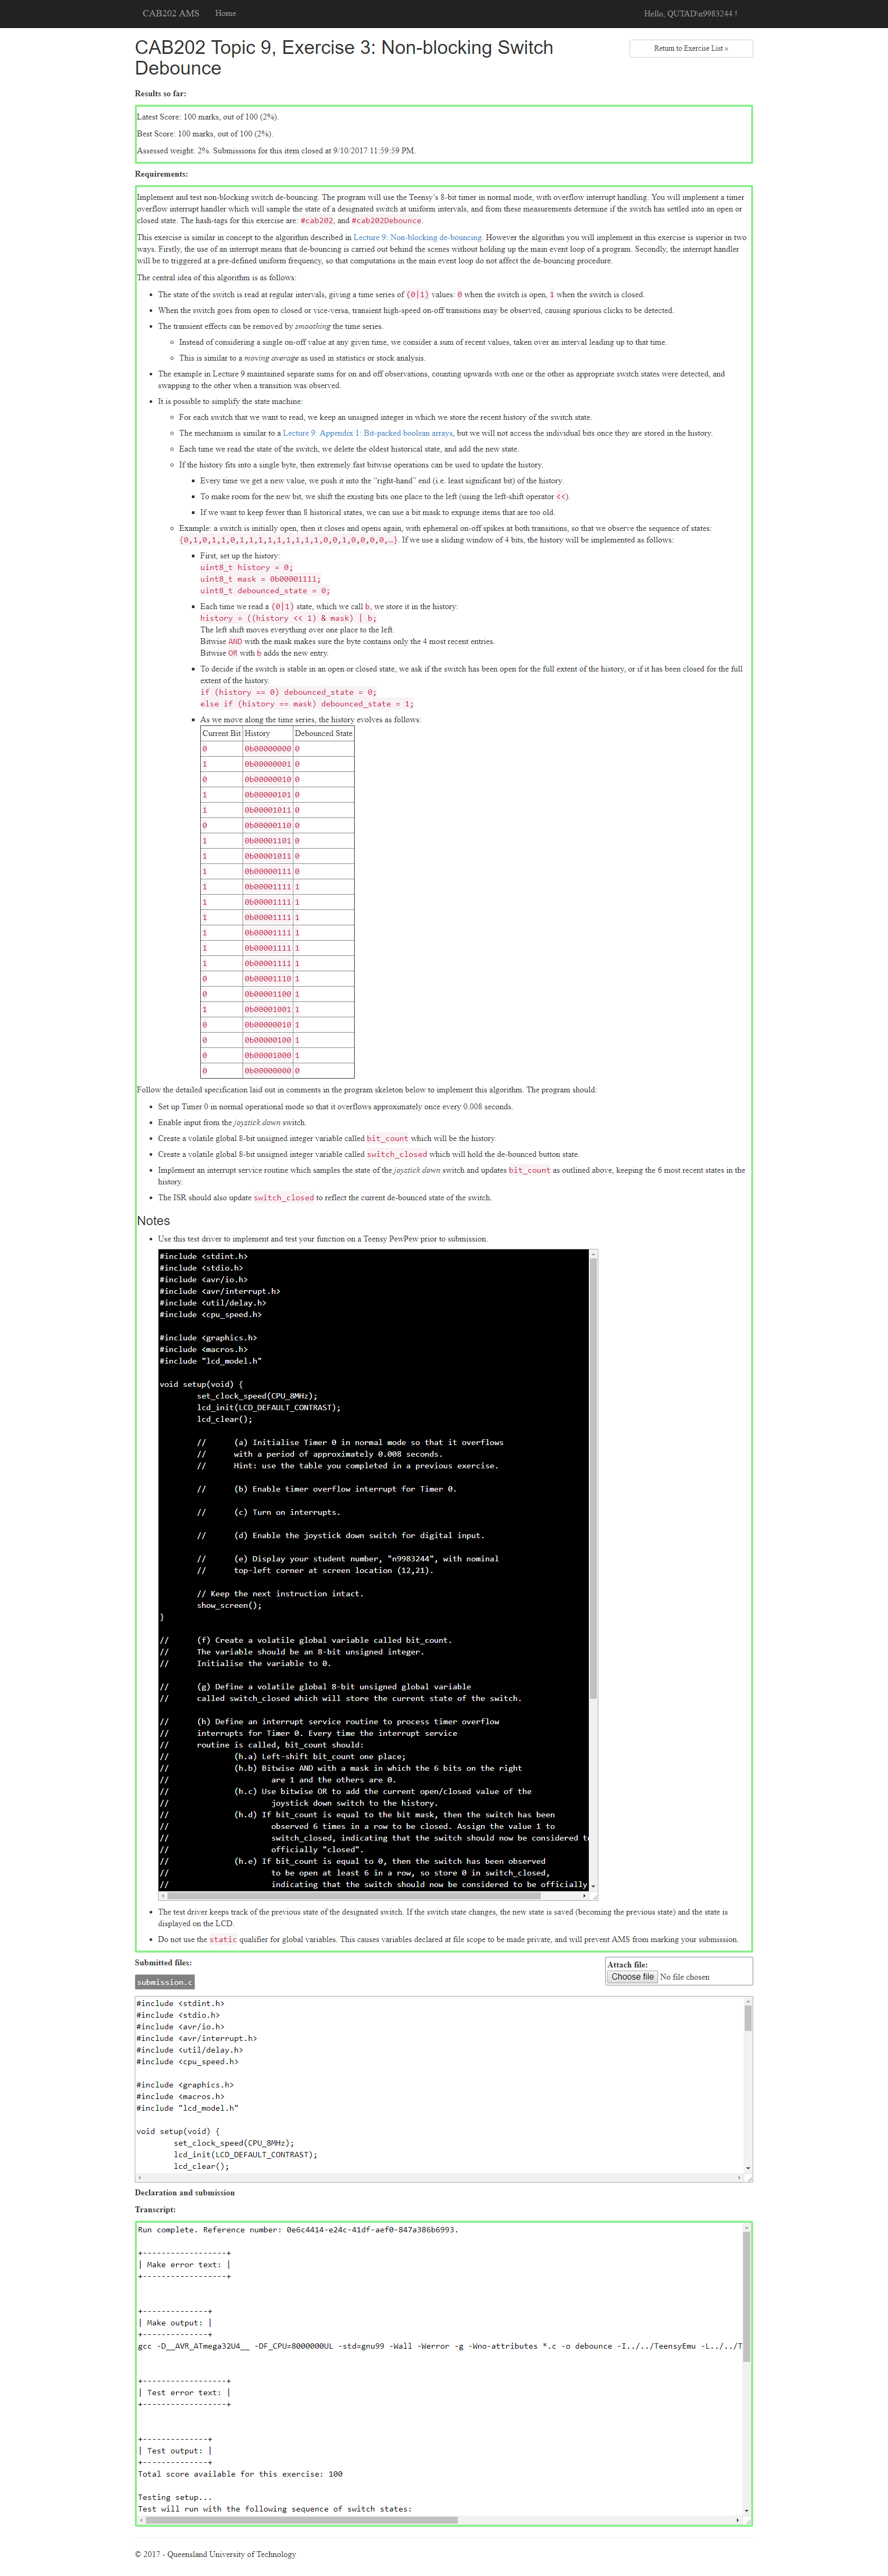 CAB202 AMS
Home
Hello, QUTAD\n9983244 !
CAB202 Topic 9, Exercise 3: Non-blocking Switch
Debounce
Return to Exercise List »
Results so far:
Latest Score: 100 marks, out of 100 (2%).
Best Score: 100 marks, out of 100 (2%).
Assessed weight: 2%. Submissions for this item closed at 9/10/2017 11:59:59 PM.
Requirements:
Implement and test non-blocking switch de-bouncing. The program will use the Teensy's 8-bit timer in normal mode, with overflow interrupt handling. You will implement a timer
overflow interrupt handler which will sample the state of a designated switch at uniform intervals, and from these measurements determine if the switch has settled into an open or
closed state. The hash-tags for this exercise are: #cab202, and #cab202Debounce.
This exercise is similar in concept to the algorithm described in Lecture 9: Non-blocking de-bouncing. However the algorithm you will implement in this exercise is superior in two
ways. Firstly, the use of an interrupt means that de-bouncing is carried out behind the scenes without holding up the main event loop of a program. Secondly, the interrupt handler
will be to triggered at a pre-defined uniform frequency, so that computations in the main event loop do not affect the de-bouncing procedure.
The central idea of this algorithm is as follows:
• The state of the switch is read at regular intervals, giving a time series of (0|1) values: 0 when the switch is open, 1 when the switch is closed.
• When the switch goes from open to closed or vice-versa, transient high-speed on-off transitions may be observed, causing spurious clicks to be detected.
• The transient effects can be removed by smoothing the time series.
◦ Instead of considering a single on-off value at any given time, we consider a sum of recent values, taken over an interval leading up to that time.
◦ This is similar to a moving average as used in statistics or stock analysis.
• The example in Lecture 9 maintained separate sums for on and off observations, counting upwards with one or the other as appropriate switch states were detected, and
swapping to the other when a transition was observed.
• It is possible to simplify the state machine:
◦ For each switch that we want to read, we keep an unsigned integer in which we store the recent history of the switch state.
◦ The mechanism is similar to a Lecture 9: Appendix 1: Bit-packed boolean arrays, but we will not access the individual bits once they are stored in the history.
◦ Each time we read the state of the switch, we delete the oldest historical state, and add the new state.
◦ If the history fits into a single byte, then extremely fast bitwise operations can be used to update the history.
▪ Every time we get a new value, we push it into the "right-hand" end (i.e. least significant bit) of the history.
▪ To make room for the new bit, we shift the existing bits one place to the left (using the left-shift operator <<).
▪ If we want to keep fewer than 8 historical states, we can use a bit mask to expunge items that are too old.
◦ Example: a switch is initially open, then it closes and opens again, with ephemeral on-off spikes at both transitions, so that we observe the sequence of states:
{0,1,0,1,1,0,1,1,1,1,1,1,1,1,1,0,0,1,0,0,0,0,…}. If we use a sliding window of 4 bits, the history will be implemented as follows:
▪ First, set up the history:
uint8_t history = 0;
uint8_t mask = 0b00001111;
uint8_t debounced_state = 0;
▪ Each time we read a (0|1) state, which we call b, we store it in the history:
history = ((history << 1) & mask) | b;
The left shift moves everything over one place to the left.
Bitwise AND with the mask makes sure the byte contains only the 4 most recent entries.
Bitwise OR with b adds the new entry.
▪ To decide if the switch is stable in an open or closed state, we ask if the switch has been open for the full extent of the history, or if it has been closed for the full
extent of the history.
if (history == 0) debounced_state = 0;
else if (history == mask) debounced_state = 1;
▪ As we move along the time series, the history evolves as follows:
Current Bit History Debounced State
0 0b00000000 0
1 0b00000001 0
0 0b00000010 0
1 0b00000101 0
1 0b00001011 0
0 0b00000110 0
1 0b00001101 0
1 0b00001011 0
1 0b00000111 0
1 0b00001111 1
1 0b00001111 1
1 0b00001111 1
1 0b00001111 1
1 0b00001111 1
1 0b00001111 1
0 0b00001110 1
0 0b00001100 1
1 0b00001001 1
0 0b00000010 1
0 0b00000100 1
0 0b00001000 1
0 0b00000000 0
Follow the detailed specification laid out in comments in the program skeleton below to implement this algorithm. The program should:
• Set up Timer 0 in normal operational mode so that it overflows approximately once every 0.008 seconds.
• Enable input from the joystick down switch.
• Create a volatile global 8-bit unsigned integer variable called bit_count which will be the history.
• Create a volatile global 8-bit unsigned integer variable called switch_closed which will hold the de-bounced button state.
• Implement an interrupt service routine which samples the state of the joystick down switch and updates bit_count as outlined above, keeping the 6 most recent states in the
history.
• The ISR should also update switch_closed to reflect the current de-bounced state of the switch.
Notes
• Use this test driver to implement and test your function on a Teensy PewPew prior to submission.
#include <stdint.h>
#include <stdio.h>
#include <avr/io.h>
#include <avr/interrupt.h>
#include <util/delay.h>
#include <cpu_speed.h>
#include <graphics.h>
#include <macros.h>
#include "lcd_model.h"
void setup(void) {
set_clock_speed(CPU_8MHz);
lcd_init(LCD_DEFAULT_CONTRAST);
lcd_clear();
// (a) Initialise Timer 0 in normal mode so that it overflows
// with a period of approximately 0.008 seconds.
// Hint: use the table you completed in a previous exercise.
// (b) Enable timer overflow interrupt for Timer 0.
// (c) Turn on interrupts.
// (d) Enable the joystick down switch for digital input.
// (e) Display your student number, "n9983244", with nominal
// top-left corner at screen location (12,21).
// Keep the next instruction intact.
show_screen();
}
// (f) Create a volatile global variable called bit_count.
// The variable should be an 8-bit unsigned integer.
// Initialise the variable to 0.
// (g) Define a volatile global 8-bit unsigned global variable
// called switch_closed which will store the current state of the switch.
// (h) Define an interrupt service routine to process timer overflow
// interrupts for Timer 0. Every time the interrupt service
// routine is called, bit_count should:
// (h.a) Left-shift bit_count one place;
// (h.b) Bitwise AND with a mask in which the 6 bits on the right
// are 1 and the others are 0.
// (h.c) Use bitwise OR to add the current open/closed value of the
// joystick down switch to the history.
// (h.d) If bit_count is equal to the bit mask, then the switch has been
// observed 6 times in a row to be closed. Assign the value 1 to
// switch_closed, indicating that the switch should now be considered to
// officially "closed".
// (h.e) If bit_count is equal to 0, then the switch has been observed
// to be open at least 6 in a row, so store 0 in switch_closed,
// indicating that the switch should now be considered to be officially
• The test driver keeps track of the previous state of the designated switch. If the switch state changes, the new state is saved (becoming the previous state) and the state is
displayed on the LCD.
• Do not use the static qualifier for global variables. This causes variables declared at file scope to be made private, and will prevent AMS from marking your submission.
Submitted files:
Attach file:
Choose file No file chosen
submission.c
#include <stdint.h>
#include <stdio.h>
#include <avr/io.h>
#include <avr/interrupt.h>
#include <util/delay.h>
#include <cpu_speed.h>
#include <graphics.h>
#include <macros.h>
#include "lcd_model.h"
void setup(void) {
set_clock_speed(CPU_8MHz);
lcd_init(LCD_DEFAULT_CONTRAST);
lcd_clear();
Declaration and submission
Transcript:
Run complete. Reference number: 0e6c4414-e24c-41df-aef0-847a386b6993.
+-----------------+
| Make error text: |
+-----------------+
+--------------+
| Make output: |
+--------------+
gcc -D__AVR_ATmega32U4__ -DF_CPU=8000000UL -std=gnu99 -Wall -Werror -g -Wno-attributes *.c -o debounce -I../../TeensyEmu -L../../T
+-----------------+
| Test error text: |
+-----------------+
+--------------+
| Test output: |
+--------------+
Total score available for this exercise: 100
Testing setup...
Test will run with the following sequence of switch states:
© 2017 - Queensland University of Technology